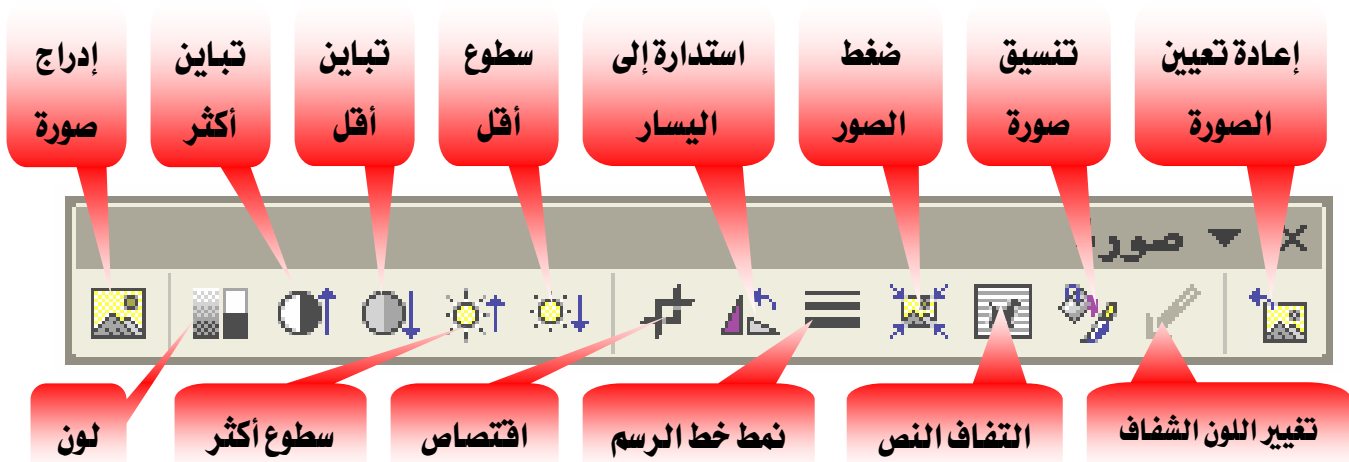 إعادة تعيين
الصورة
تنسيق
صورة
ضغط
الصور
استدارة إلى
اليسار
سطوع
أقل
تباين
أقل
تباين
أكثر
إدراج
صورة
صورة
تغيير اللون الشفاف
التفاف النص
نمط خط الرسم
اقتصاص
سطوع أكثر
لون